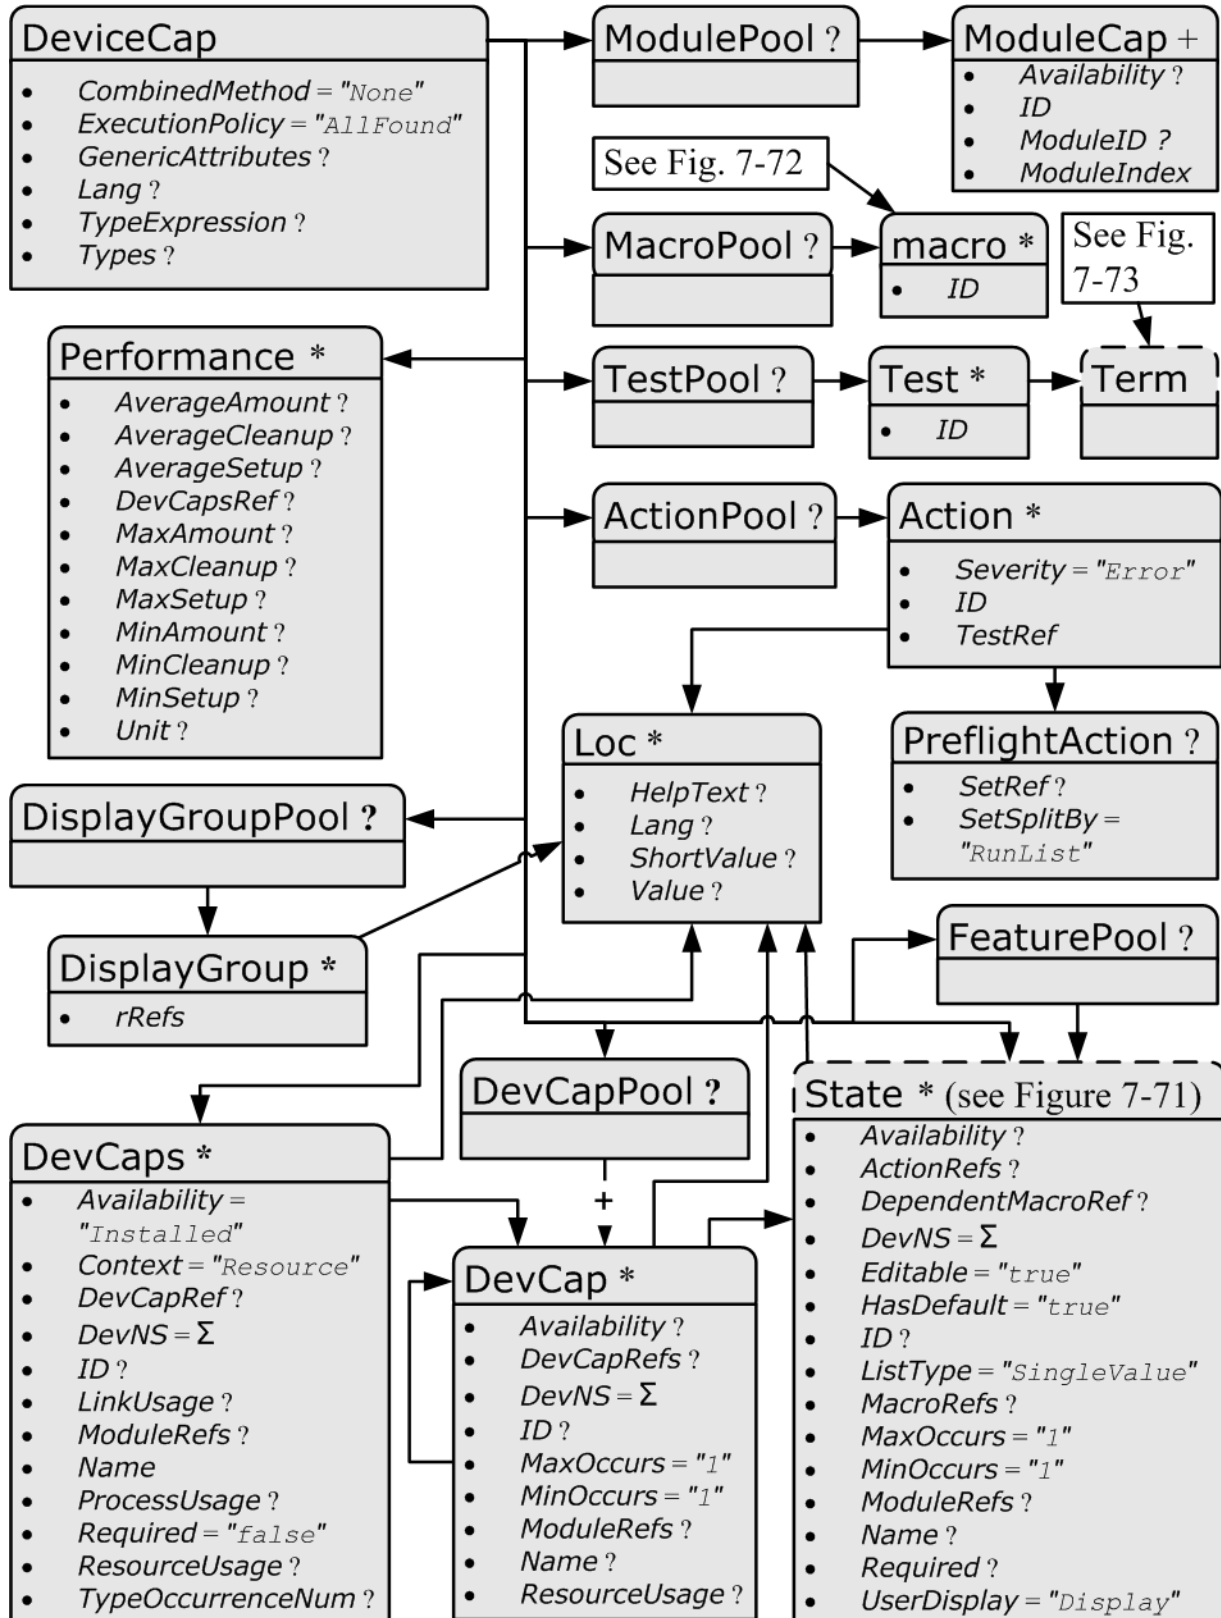 DeviceCap
• CombinedMethod = "None"
• ExecutionPolicy = "AllFound"
• GenericAttributes ?
• Lang ?
• TypeExpression ?
• Types ?
ModulePool ?
ModuleCap +
• Availability ?
• ID
• ModuleID ?
• ModuleIndex
See Fig. 7-72
MacroPool ?
macro *
• ID
See Fig.
7-73
Performance *
• AverageAmount ?
• AverageCleanup ?
• AverageSetup ?
• DevCapsRef ?
• MaxAmount ?
• MaxCleanup ?
• MaxSetup ?
• MinAmount ?
• MinCleanup ?
• MinSetup ?
• Unit ?
TestPool ?
Test *
• ID
Term
ActionPool ?
Action *
• Severity = "Error"
• ID
• TestRef
Loc *
• HelpText ?
• Lang ?
• ShortValue ?
• Value ?
PreflightAction ?
• SetRef ?
• SetSplitBy =
"RunList"
DisplayGroupPool ?
DisplayGroup *
• rRefs
FeaturePool ?
DevCapPool ?
+
State * (see Figure 7-71)
• Availability ?
• ActionRefs ?
• DependentMacroRef ?
• DevNS = Σ
• Editable = "true"
• HasDefault = "true"
• ID ?
• ListType = "SingleValue"
• MacroRefs ?
• MaxOccurs = "1"
• MinOccurs = "1"
• ModuleRefs ?
• Name ?
• Required ?
• UserDisplay = "Display"
DevCaps *
• Availability =
"Installed"
• Context = "Resource"
• DevCapRef ?
• DevNS = Σ
• ID ?
• LinkUsage ?
• ModuleRefs ?
• Name
• ProcessUsage ?
• Required = "false"
• ResourceUsage ?
• TypeOccurrenceNum ?
DevCap *
• Availability ?
• DevCapRefs ?
• DevNS = Σ
• ID ?
• MaxOccurs = "1"
• MinOccurs = "1"
• ModuleRefs ?
• Name ?
• ResourceUsage ?